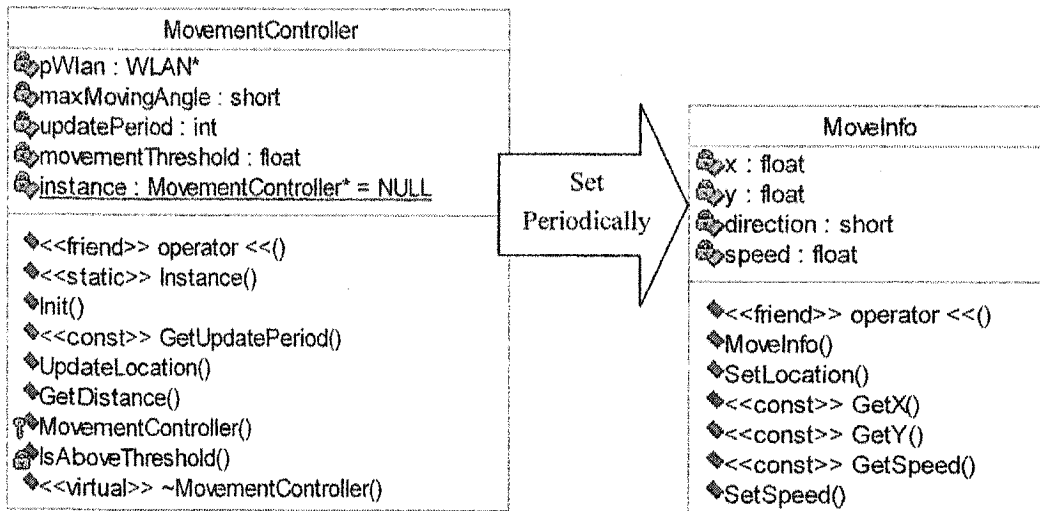 MovementController
pWlan : WLAN*
maxMovingAngle : short
updatePeriod : int
movementThreshold : float
instance : MovementController* = NULL
<<friend>> operator <<()
<<static>> Instance()
Init()
<<const>> GetUpdatePeriod()
UpdateLocation()
GetDistance()
MovementController()
IsAboveThreshold()
<<virtual>> ~MovementController()
Set
Periodically
MoveInfo
x : float
y : float
direction : short
speed : float
<<friend>> operator <<()
MoveInfo()
SetLocation()
<<const>> GetX()
<<const>> GetY()
<<const>> GetSpeed()
SetSpeed()